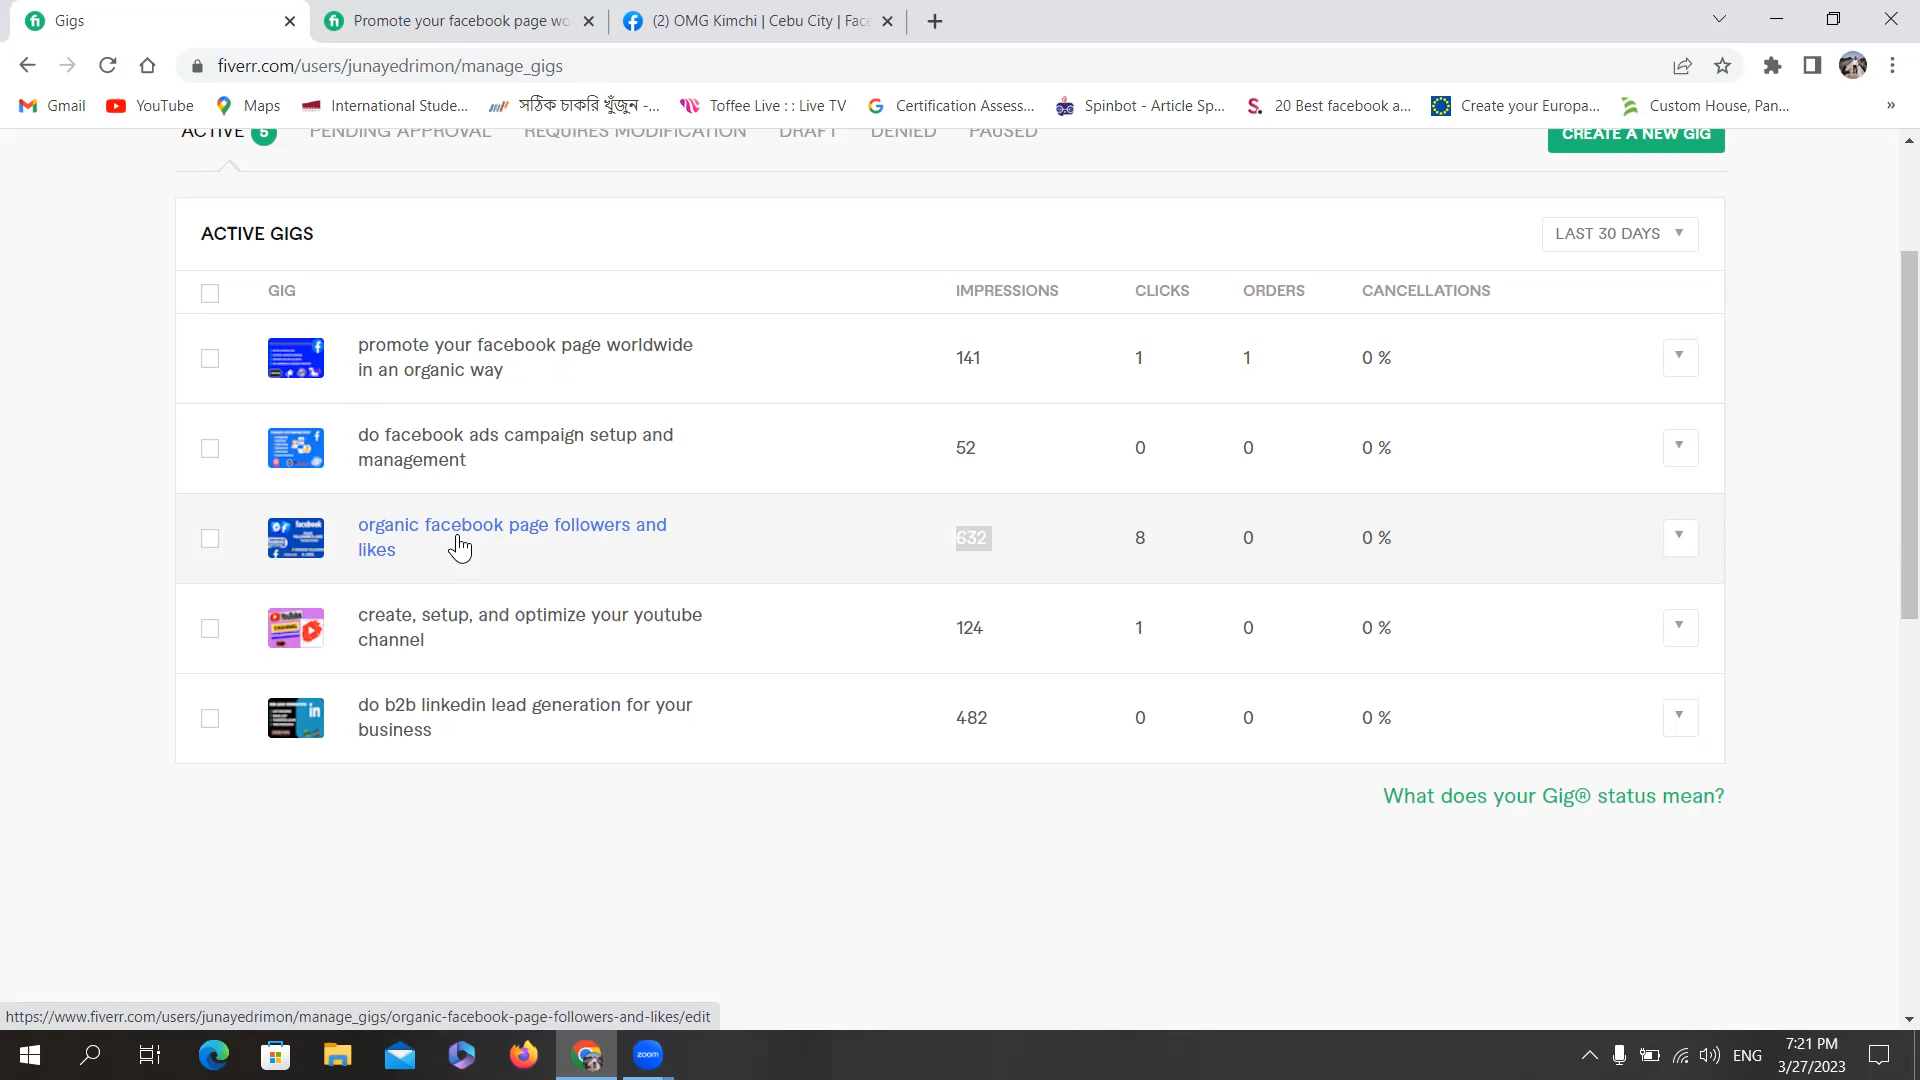 Gigs
Promote your facebook page wo
(2) OMG Kimchi | Cebu City | Face
fiverr.com/users/junayedrimon/manage_gigs
Gmail
YouTube
Maps
International Stude...
সঠিক চাকরি খুঁজুন -...
Toffee Live : : Live TV
Certification Assess...
Spinbot - Article Sp...
20 Best facebook a...
Create your Europa...
Custom House, Pan...
»
ACTIVE 5
PENDING APPROVAL
REQUIRES MODIFICATION
DRAFT
DENIED
PAUSED
CREATE A NEW GIG
ACTIVE GIGS
LAST 30 DAYS
GIG IMPRESSIONS CLICKS ORDERS CANCELLATIONS
promote your facebook page worldwide
in an organic way
141 1 1 0 %
do facebook ads campaign setup and
management
52 0 0 0 %
organic facebook page followers and
likes
632 8 0 0 %
create, setup, and optimize your youtube
channel
124 1 0 0 %
do b2b linkedin lead generation for your
business
482 0 0 0 %
What does your Gig® status mean?
https://www.fiverr.com/users/junayedrimon/manage_gigs/organic-facebook-page-followers-and-likes/edit
zoom
ENG
7:21 PM
3/27/2023